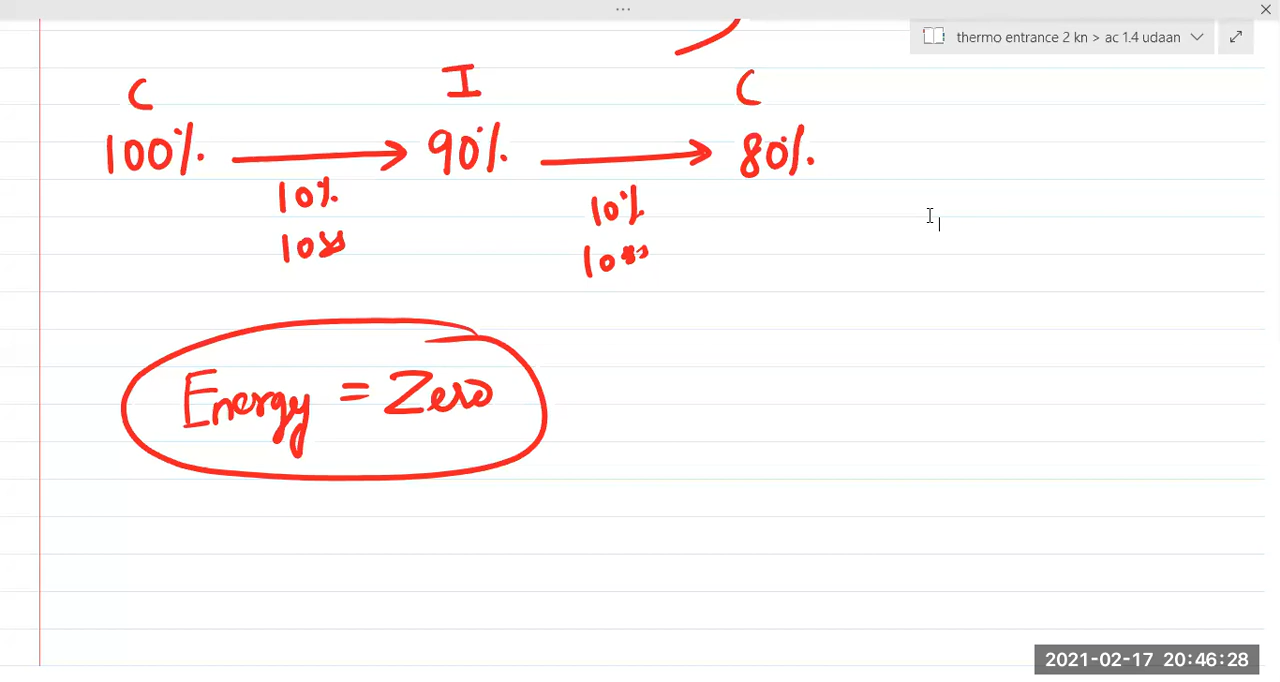 thermo entrance 2 kn > ac 1.4 udaan
C I C
100% 90% 80%
10% 10%
loss loss
Energy = Zero
2021-02-17 20:46:28